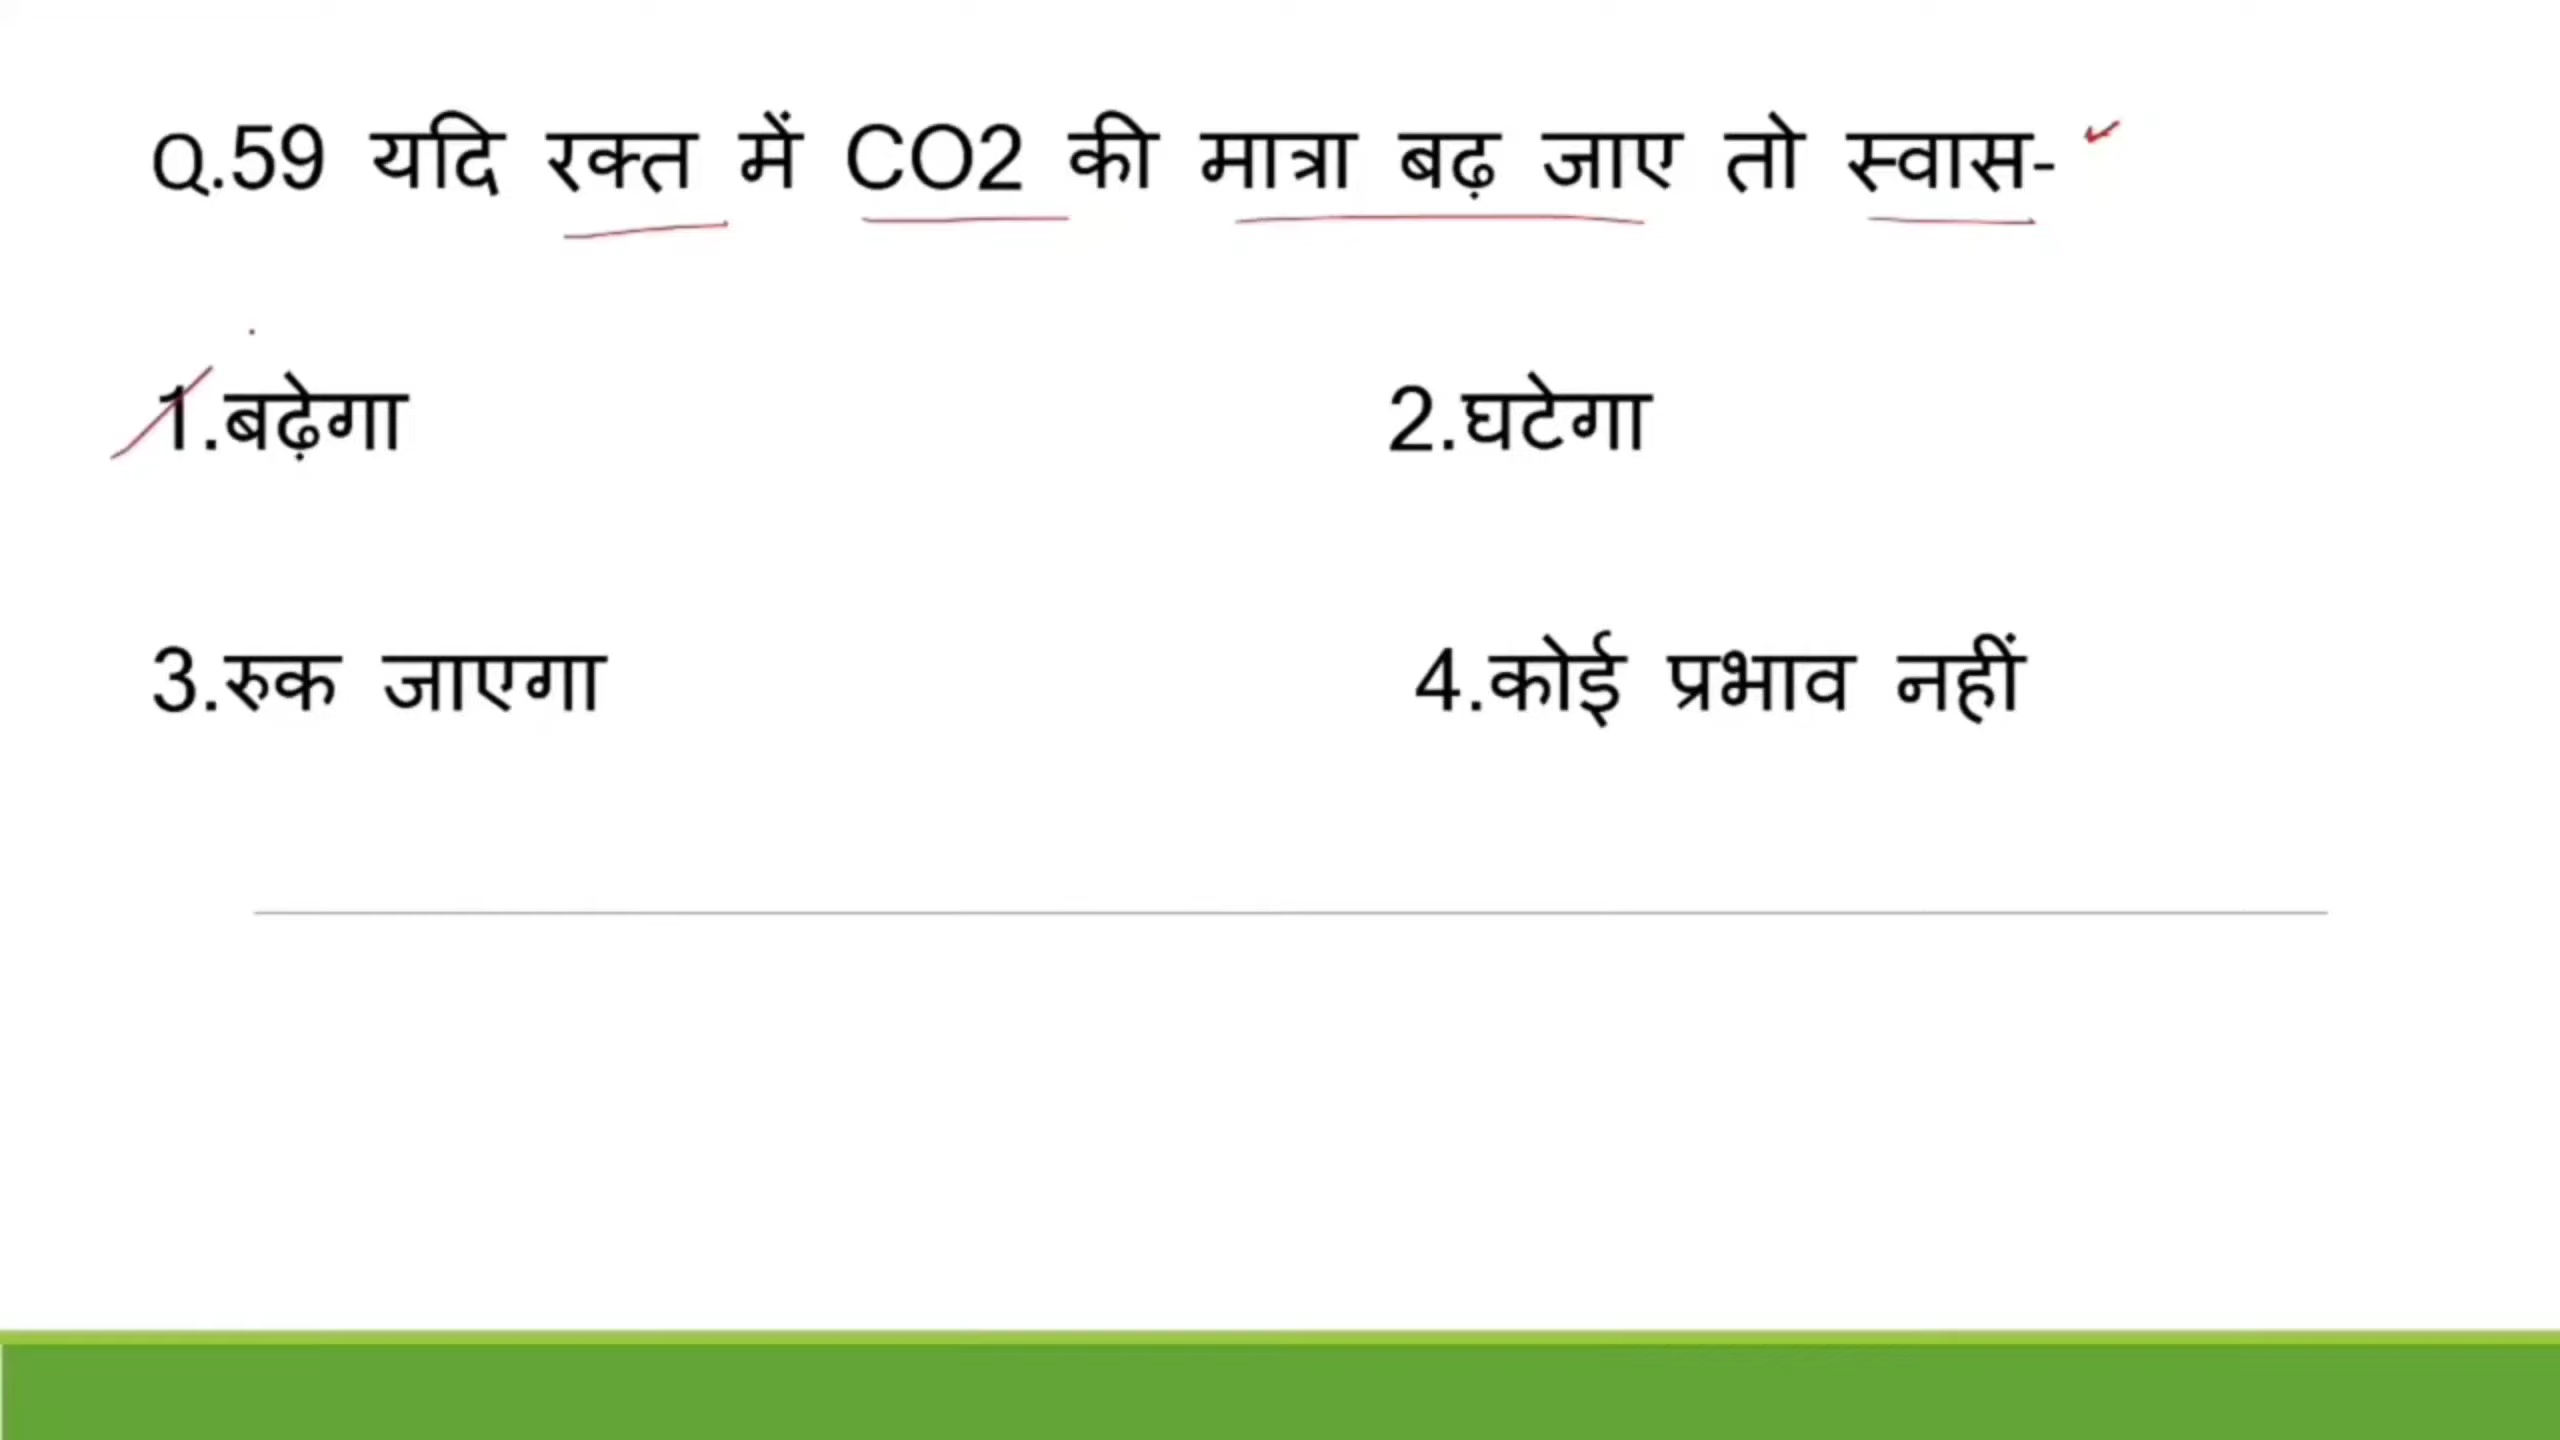 Q.59 यदि रक्त में CO2 की मात्रा बढ़ जाए तो स्वास-
1.बढ़ेगा 2.घटेगा
3.रुक जाएगा 4.कोई प्रभाव नहीं